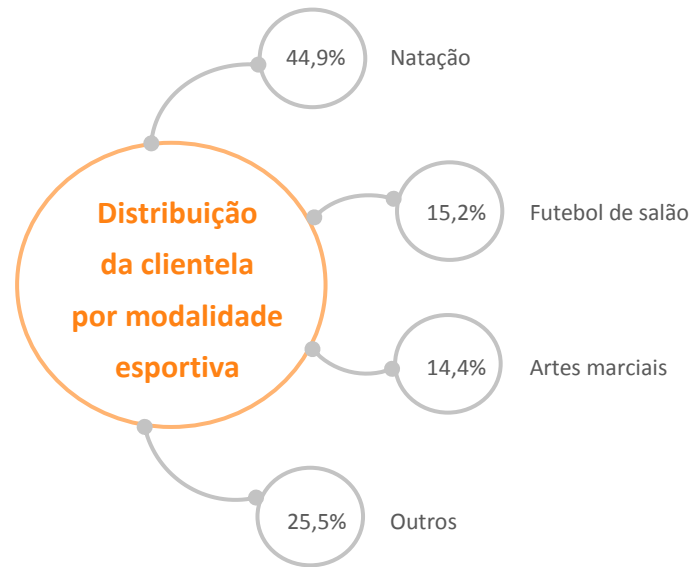 44,9% Natação
Distribuição
da clientela
por modalidade
esportiva
15,2% Futebol de salão
14,4% Artes marciais
25,5% Outros